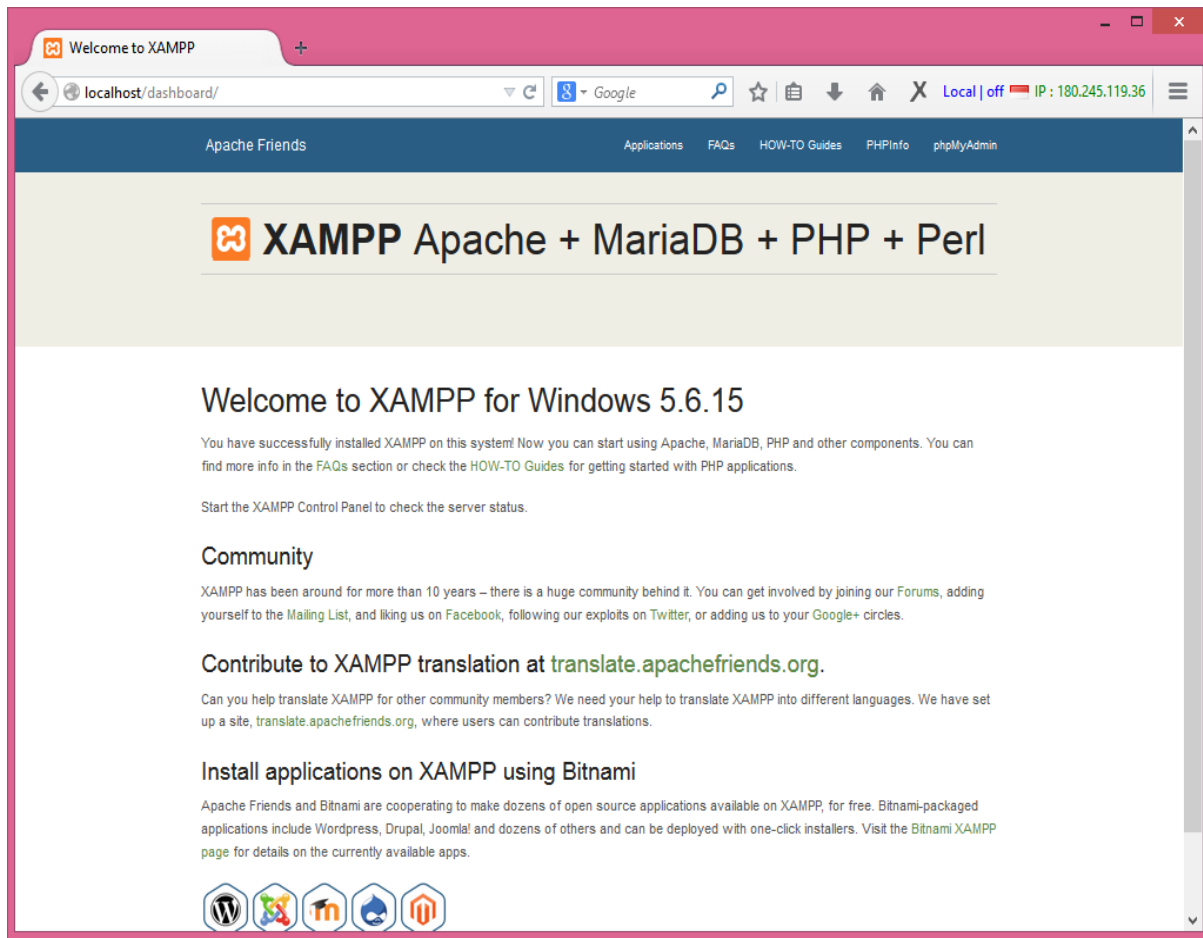 Welcome to XAMPP
localhost/dashboard/
Google
Local | off IP : 180.245.119.36
Apache Friends
Applications FAQs HOW-TO Guides PHPInfo phpMyAdmin
XAMPP Apache + MariaDB + PHP + Perl
Welcome to XAMPP for Windows 5.6.15
You have successfully installed XAMPP on this system! Now you can start using Apache, MariaDB, PHP and other components. You can
find more info in the FAQs section or check the HOW-TO Guides for getting started with PHP applications.
Start the XAMPP Control Panel to check the server status.
Community
XAMPP has been around for more than 10 years – there is a huge community behind it. You can get involved by joining our Forums, adding
yourself to the Mailing List, and liking us on Facebook, following our exploits on Twitter, or adding us to your Google+ circles.
Contribute to XAMPP translation at translate.apachefriends.org.
Can you help translate XAMPP for other community members? We need your help to translate XAMPP into different languages. We have set
up a site, translate.apachefriends.org, where users can contribute translations.
Install applications on XAMPP using Bitnami
Apache Friends and Bitnami are cooperating to make dozens of open source applications available on XAMPP, for free. Bitnami-packaged
applications include Wordpress, Drupal, Joomla! and dozens of others and can be deployed with one-click installers. Visit the Bitnami XAMPP
page for details on the currently available apps.